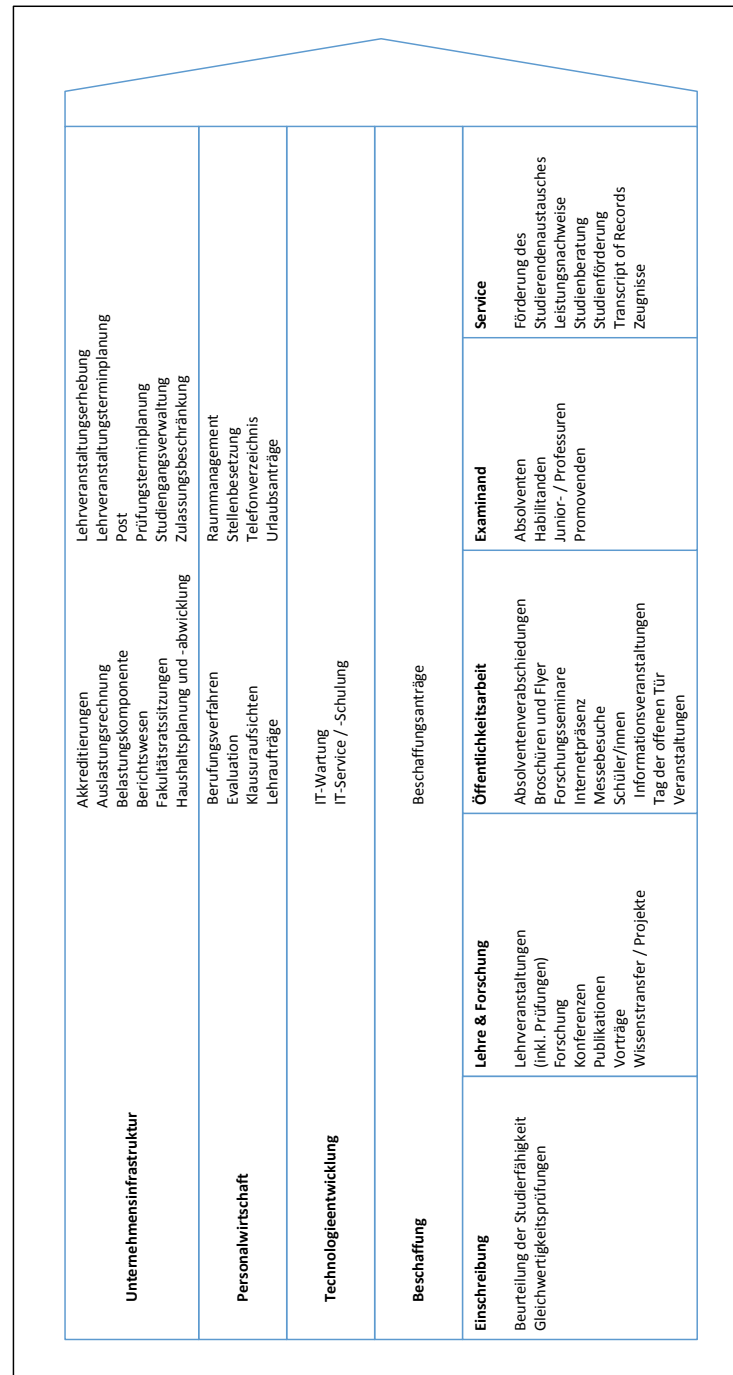 Unternehmensinfrastruktur
Akkreditierungen
Auslastungsrechnung
Belastungskomponente
Berichtswesen
Fakultätsratssitzungen
Haushaltsplanung und -abwicklung
Lehrveranstaltungserhebung
Lehrveranstaltungsterminplanung
Post
Prüfungsterminplanung
Studiengangsverwaltung
Zulassungsbeschränkung
Personalwirtschaft
Berufungsverfahren
Evaluation
Klausuraufsichten
Lehraufträge
Raummanagement
Stellenbesetzung
Telefonverzeichnis
Urlaubsanträge
Technologieentwicklung
IT-Wartung
IT-Service / -Schulung
Beschaffung
Beschaffungsanträge
Einschreibung
Beurteilung der Studierfähigkeit
Gleichwertigkeitsprüfungen
Lehre & Forschung
Lehrveranstaltungen
(inkl. Prüfungen)
Forschung
Konferenzen
Publikationen
Vorträge
Wissenstransfer / Projekte
Öffentlichkeitsarbeit
Absolventenverabschiedungen
Broschüren und Flyer
Forschungsseminare
Internetpräsenz
Messebesuche
Schüler/innen
Informationsveranstaltungen
Tag der offenen Tür
Veranstaltungen
Examinand
Absolventen
Habilitanden
Junior- / Professuren
Promovenden
Service
Förderung des
Studierendenaustausches
Leistungsnachweise
Studienberatung
Studienförderung
Transcript of Records
Zeugnisse